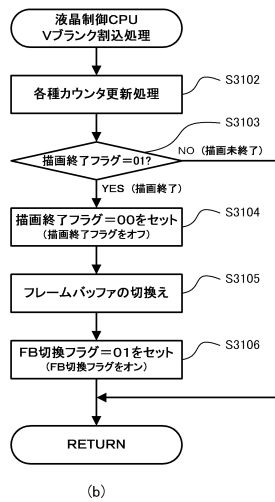 液晶制御CPU
Vブランク割込処理
S3102
各種カウンタ更新処理
S3103
描画終了フラグ=01?
NO (描画未終了)
YES (描画終了)
S3104
描画終了フラグ=00をセット
(描画終了フラグをオフ)
S3105
フレームバッファの切換え
S3106
FB切換フラグ=01をセット
(FB切換フラグをオン)
RETURN
(b)